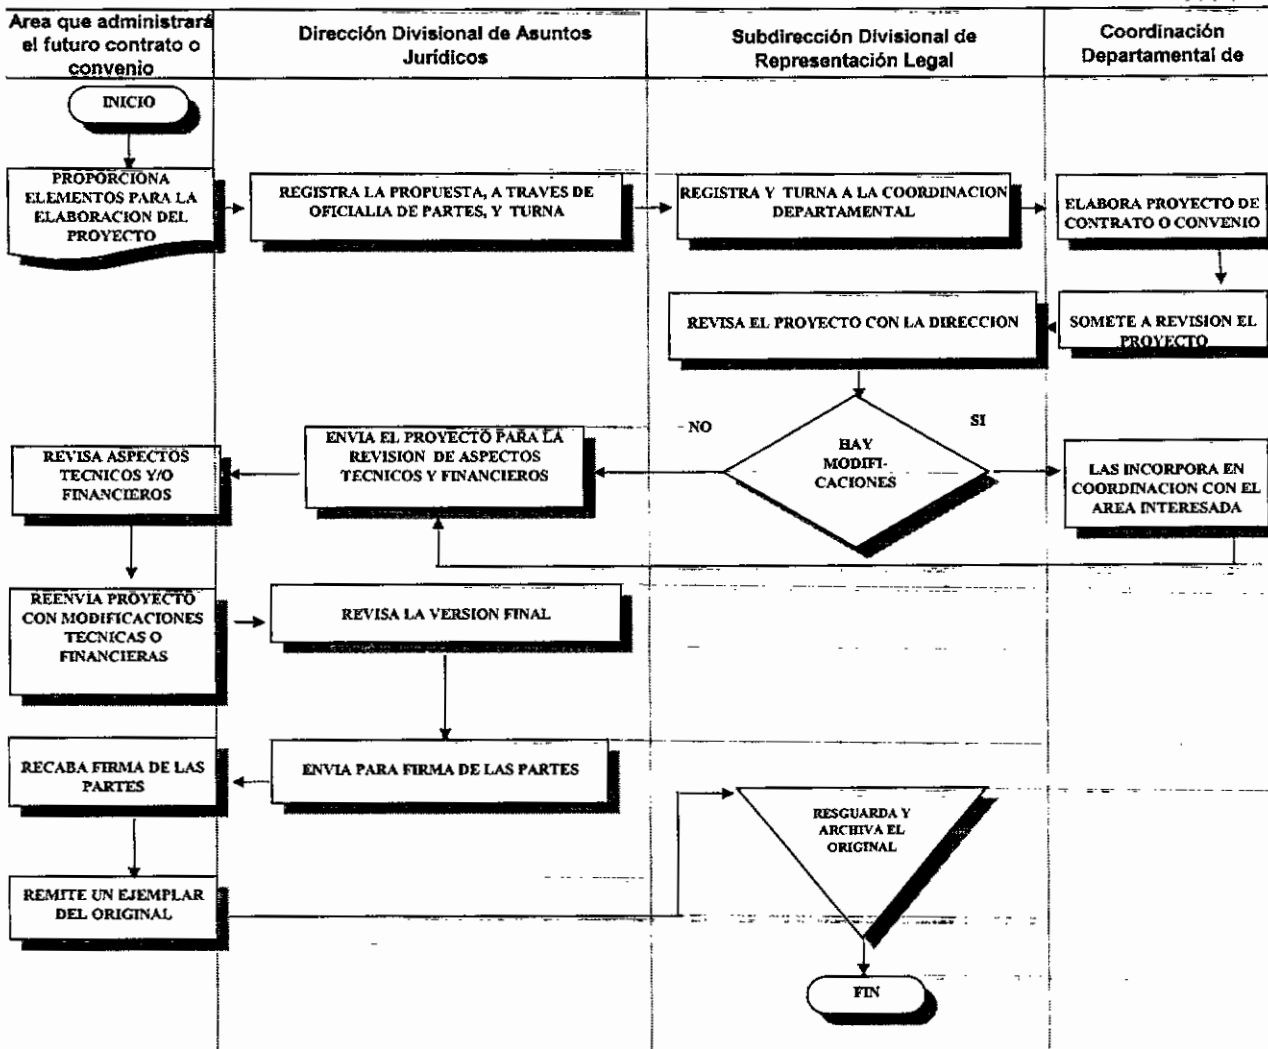 Area que administrará
el futuro contrato o
convenio
Dirección Divisional de Asuntos
Jurídicos
Subdirección Divisional de
Representación Legal
Coordinación
Departamental de
INICIO
PROPORCIONA
ELEMENTOS PARA LA
ELABORACION DEL
PROYECTO
REGISTRA LA PROPUESTA, A TRAVES DE
OFICIALIA DE PARTES, Y TURNA
REGISTRA Y TURNA A LA COORDINACION
DEPARTAMENTAL
ELABORA PROYECTO DE
CONTRATO O CONVENIO
REVISA EL PROYECTO CON LA DIRECCION
SOMETE A REVISION EL
PROYECTO
NO
HAY
MODIFI-
CACIONES
SI
REVISA ASPECTOS
TECNICOS Y/O
FINANCIEROS
ENVIA EL PROYECTO PARA LA
REVISION DE ASPECTOS
TECNICOS Y FINANCIEROS
LAS INCORPORA EN
COORDINACION CON EL
AREA INTERESADA
REENVIA PROYECTO
CON MODIFICACIONES
TECNICAS O
FINANCIERAS
REVISA LA VERSION FINAL
RECABA FIRMA DE LAS
PARTES
ENVIA PARA FIRMA DE LAS PARTES
RESGUARDA Y
ARCHIVA EL
ORIGINAL
REMITE UN EJEMPLAR
DEL ORIGINAL
FIN